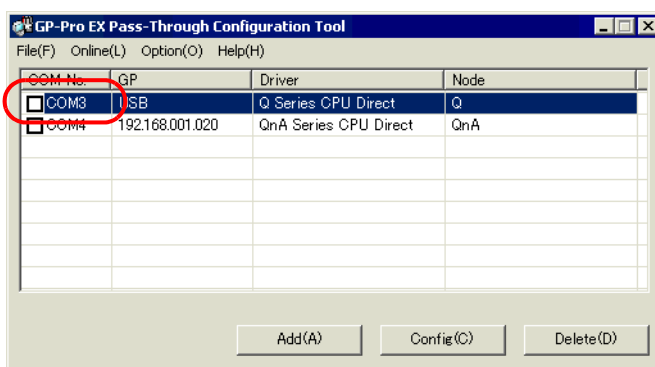 GP-Pro EX Pass-Through Configuration Tool
File(F) Online(L) Option(O) Help(H)
COM No. GP Driver Node
COM3 USB Q Series CPU Direct Q
COM4 192.168.001.020 QnA Series CPU Direct QnA
Add(A) Config(C) Delete(D)